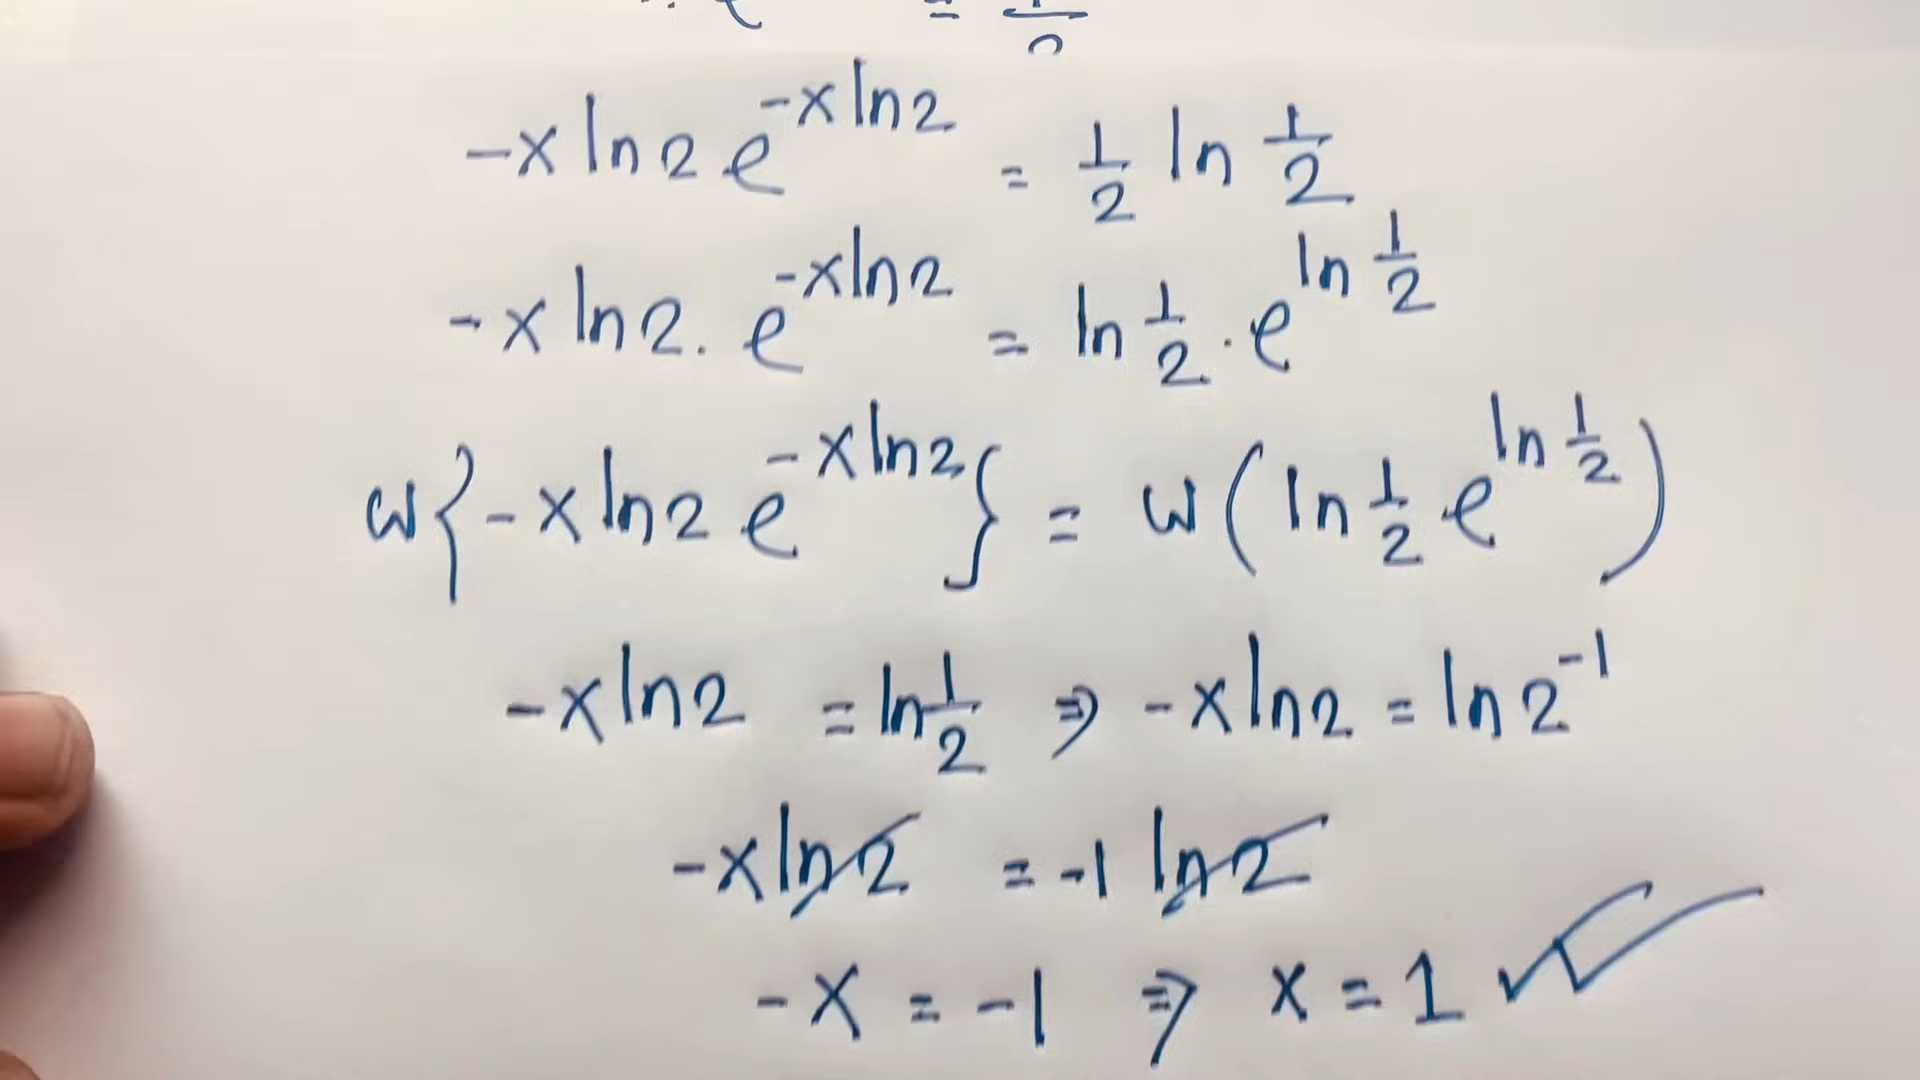 -x ln2 e^{-x ln2} = 1/2 ln 1/2
-x ln2 . e^{-x ln2} = ln 1/2 . e^{ln 1/2}
W{-x ln2 e^{-x ln2}} = W(ln 1/2 e^{ln 1/2})
-x ln2 = ln 1/2 ⇒ -x ln2 = ln 2^{-1}
-x ln2 = -1 ln2
-x = -1 ⇒ x = 1 ✓